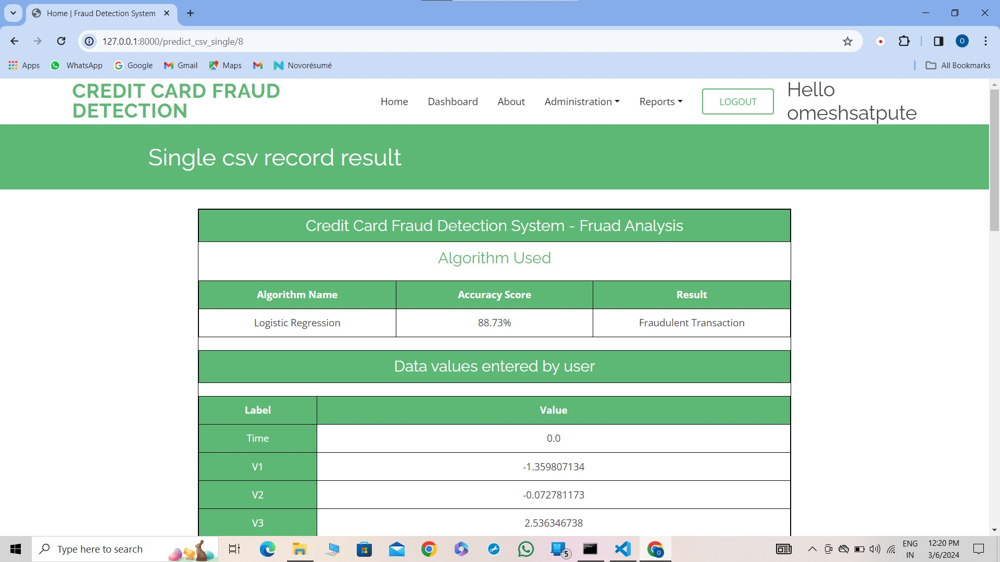 Home | Fraud Detection System
127.0.0.1:8000/predict_csv_single/8
O
Apps WhatsApp Google Gmail Maps Novorésumé All Bookmarks
CREDIT CARD FRAUD
DETECTION
Home Dashboard About Administration Reports LOGOUT
Hello
omeshsatpute
Single csv record result
Credit Card Fraud Detection System - Fruad Analysis
Algorithm Used
Algorithm Name Accuracy Score Result
Logistic Regression 88.73% Fraudulent Transaction
Data values entered by user
Label Value
Time 0.0
V1 -1.359807134
V2 -0.072781173
V3 2.536346738
Type here to search
5
ENG
IN
12:20 PM
3/6/2024